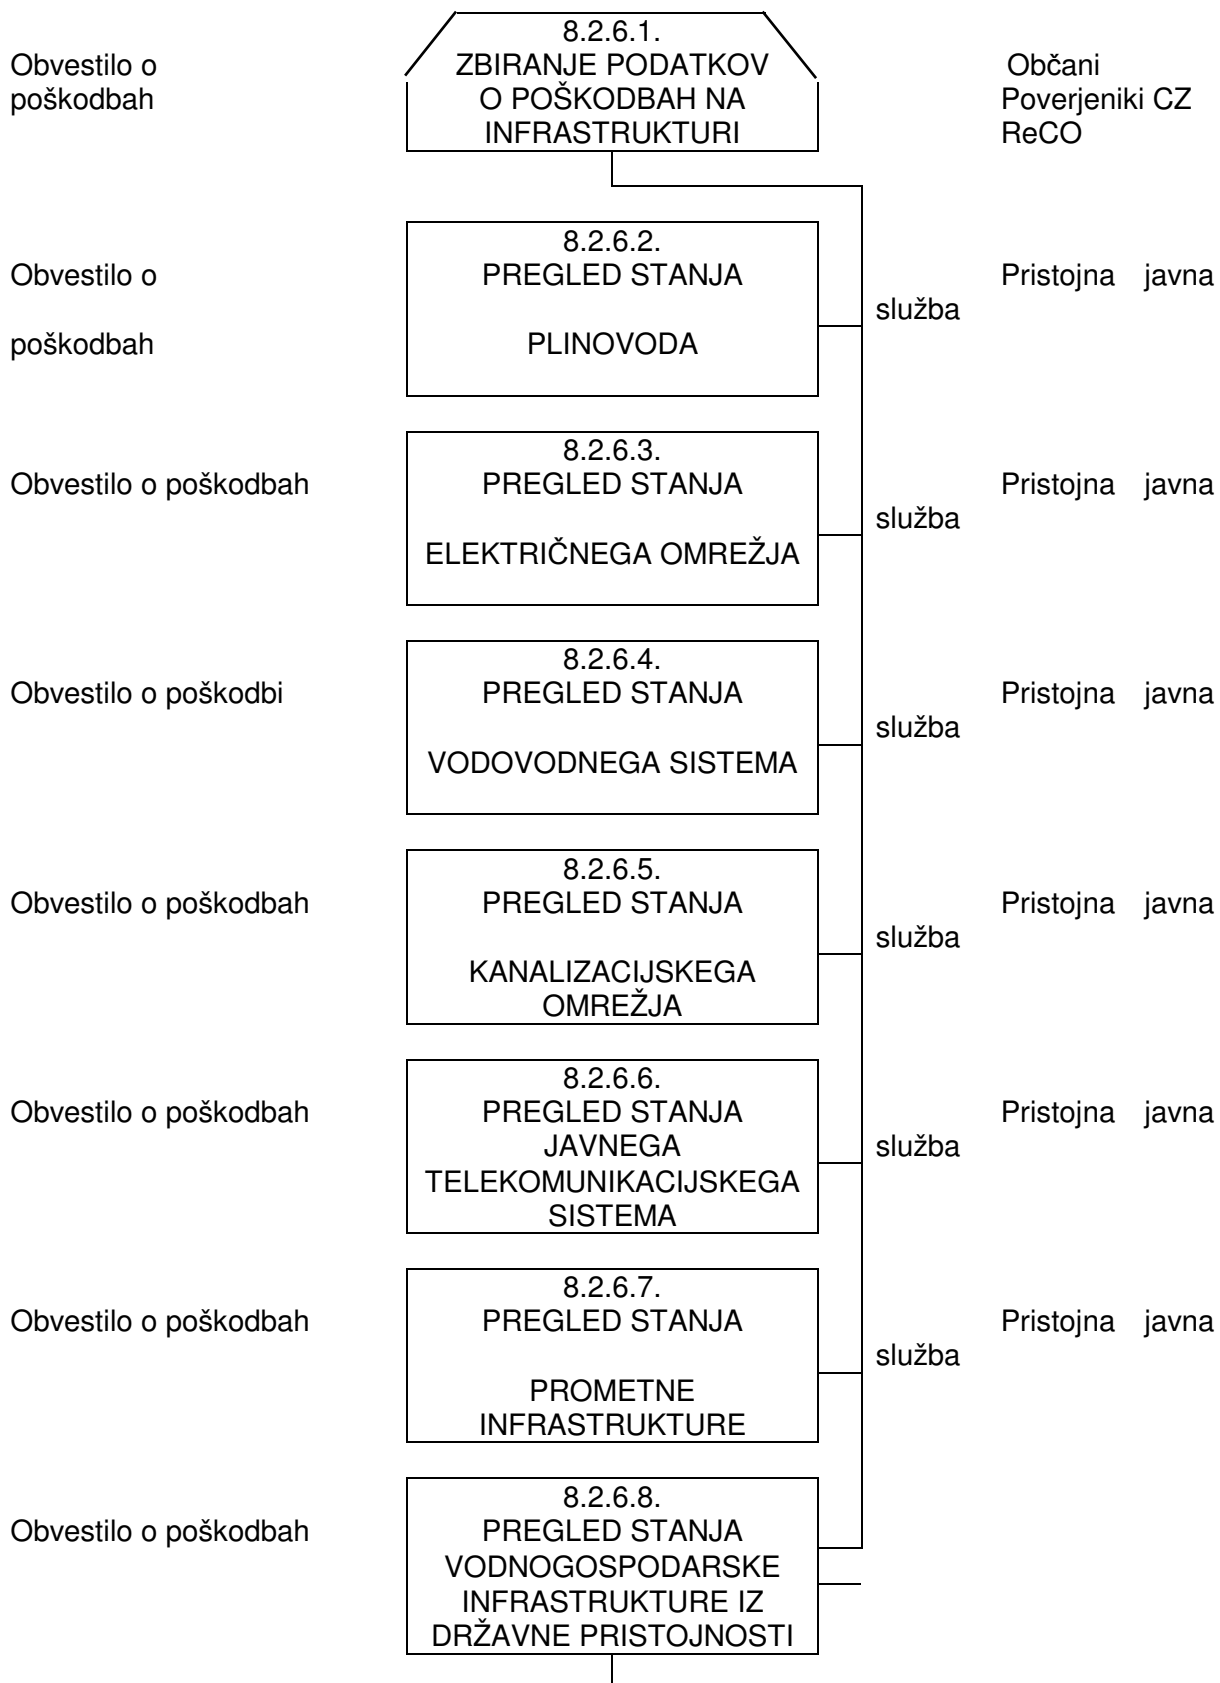 8.2.6.1.
Obvestilo o ZBIRANJE PODATKOV Občani
poškodbah O POŠKODBAH NA Poverjeniki CZ
INFRASTRUKTURI ReCO
8.2.6.2.
Obvestilo o PREGLED STANJA Pristojna javna
služba
poškodbah PLINOVODA
8.2.6.3.
Obvestilo o poškodbah PREGLED STANJA Pristojna javna
služba
ELEKTRIČNEGA OMREŽJA
8.2.6.4.
Obvestilo o poškodbi PREGLED STANJA Pristojna javna
služba
VODOVODNEGA SISTEMA
8.2.6.5.
Obvestilo o poškodbah PREGLED STANJA Pristojna javna
služba
KANALIZACIJSKEGA
OMREŽJA
8.2.6.6.
Obvestilo o poškodbah PREGLED STANJA Pristojna javna
JAVNEGA služba
TELEKOMUNIKACIJSKEGA
SISTEMA
8.2.6.7.
Obvestilo o poškodbah PREGLED STANJA Pristojna javna
služba
PROMETNE
INFRASTRUKTURE
8.2.6.8.
Obvestilo o poškodbah PREGLED STANJA
VODNOGOSPODARSKE
INFRASTRUKTURE IZ
DRŽAVNE PRISTOJNOSTI